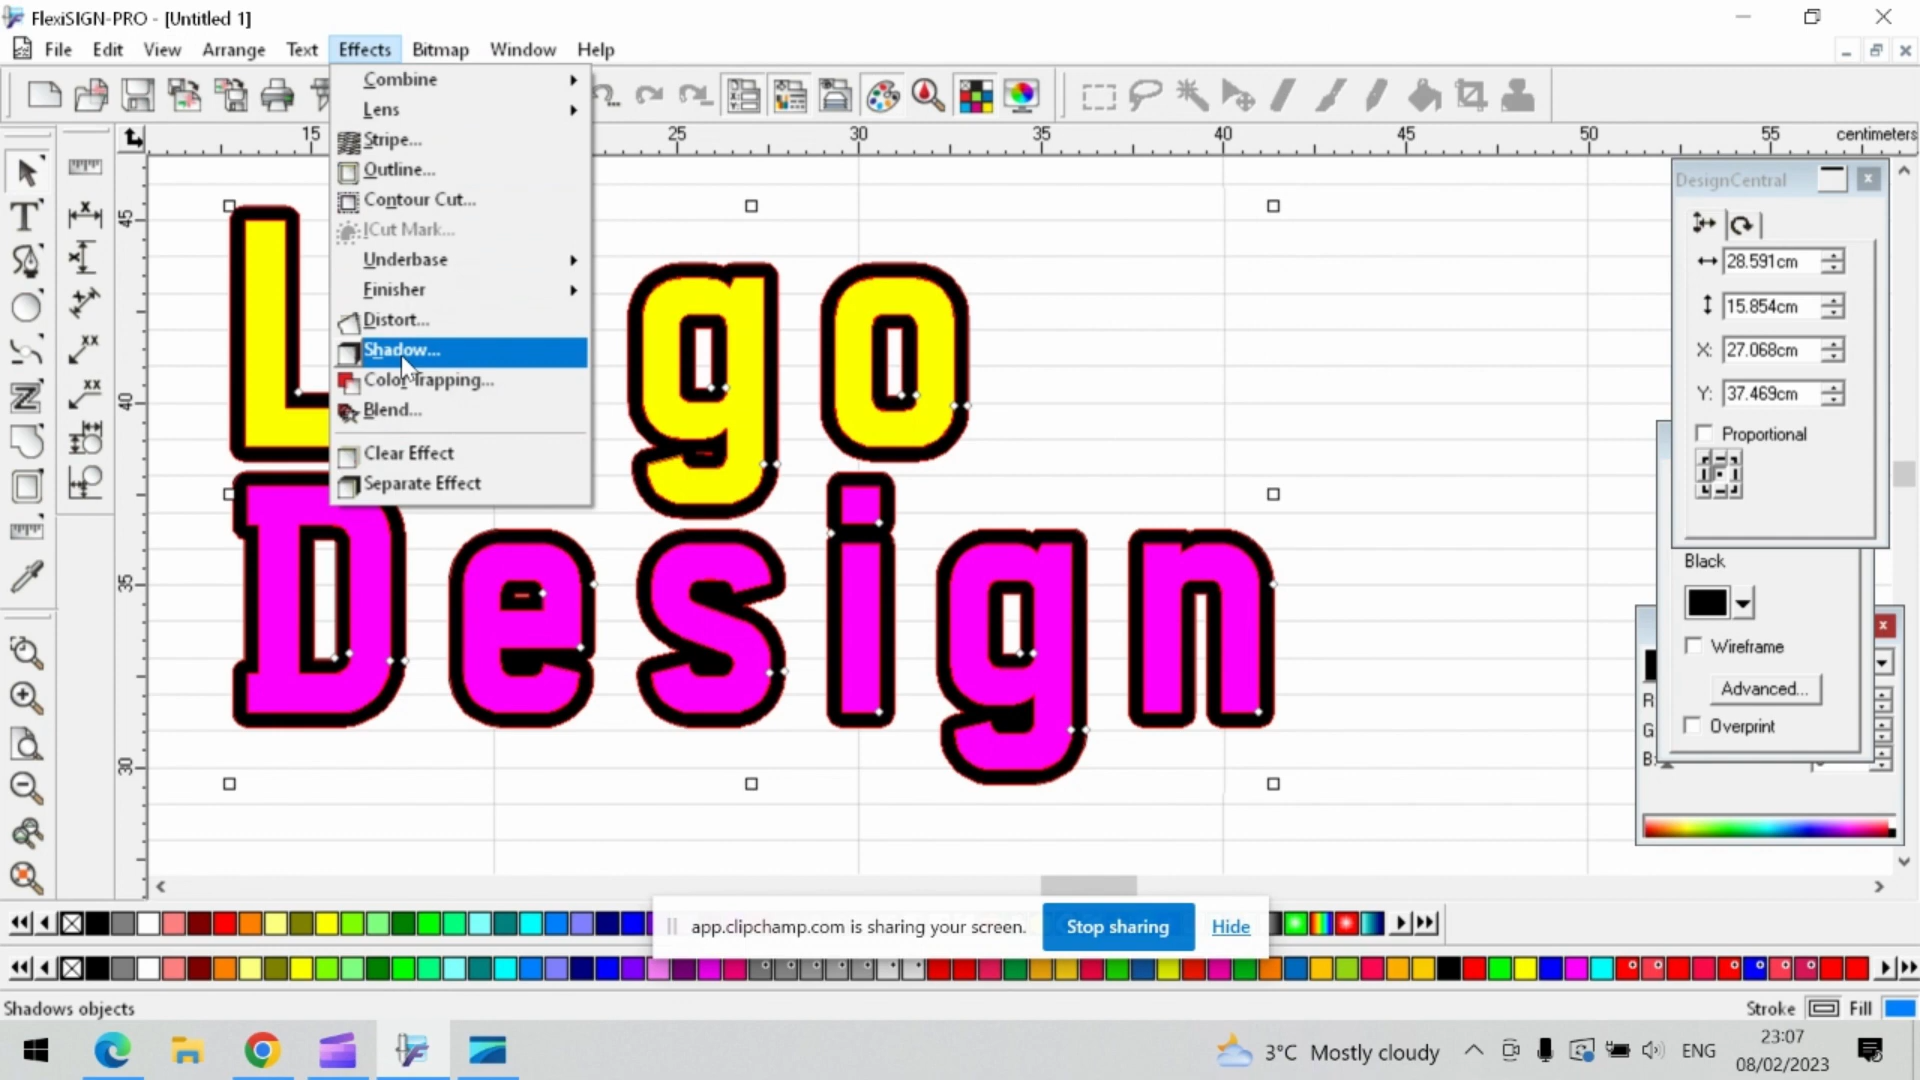 FlexiSIGN-PRO - [Untitled 1]
File Edit View Arrange Text Effects Bitmap Window Help
Combine
Lens
Stripe...
Outline...
Contour Cut...
ICut Mark...
Underbase
Finisher
Distort...
Shadow...
Color Trapping...
Blend...
Clear Effect
Separate Effect
15 25 30 35 40 45 50 55 centimeters
45
40
35
30
L go
Design
DesignCentral
28.591cm
15.854cm
X: 27.068cm
Y: 37.469cm
Proportional
Black
Wireframe
Advanced...
Overprint
R
G
B:
app.clipchamp.com is sharing your screen. Stop sharing Hide
Shadows objects
Stroke Fill
3°C Mostly cloudy
ENG
23:07
08/02/2023